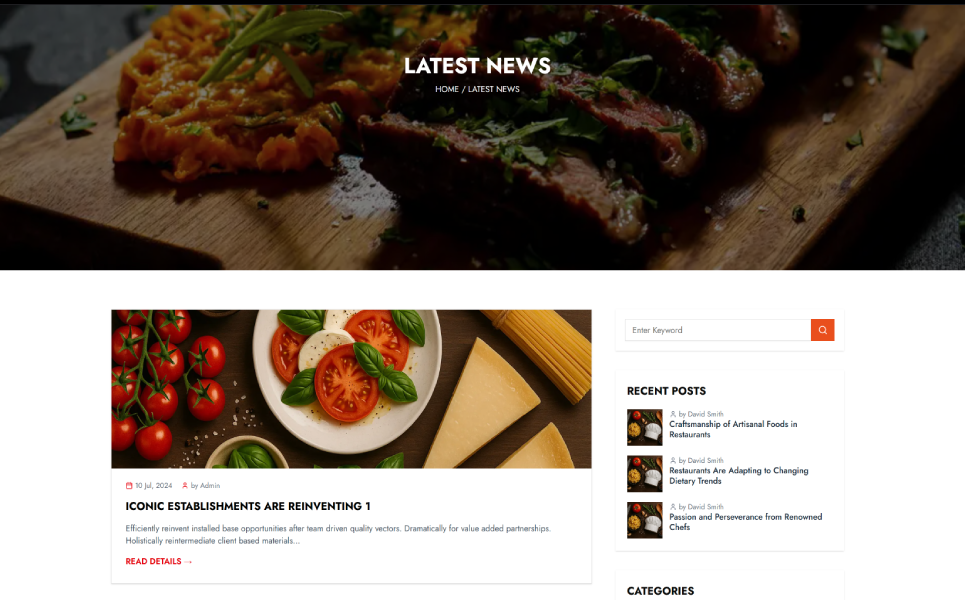 LATEST NEWS
HOME / LATEST NEWS
10 Jul, 2024 by Admin
ICONIC ESTABLISHMENTS ARE REINVENTING 1
Efficiently reinvent installed base opportunities after team driven quality vectors. Dramatically for value added partnerships.
Holistically reintermediate client based materials...
READ DETAILS →
Enter Keyword
RECENT POSTS
by David Smith
Craftsmanship of Artisanal Foods in
Restaurants
by David Smith
Restaurants Are Adapting to Changing
Dietary Trends
by David Smith
Passion and Perseverance from Renowned
Chefs
CATEGORIES